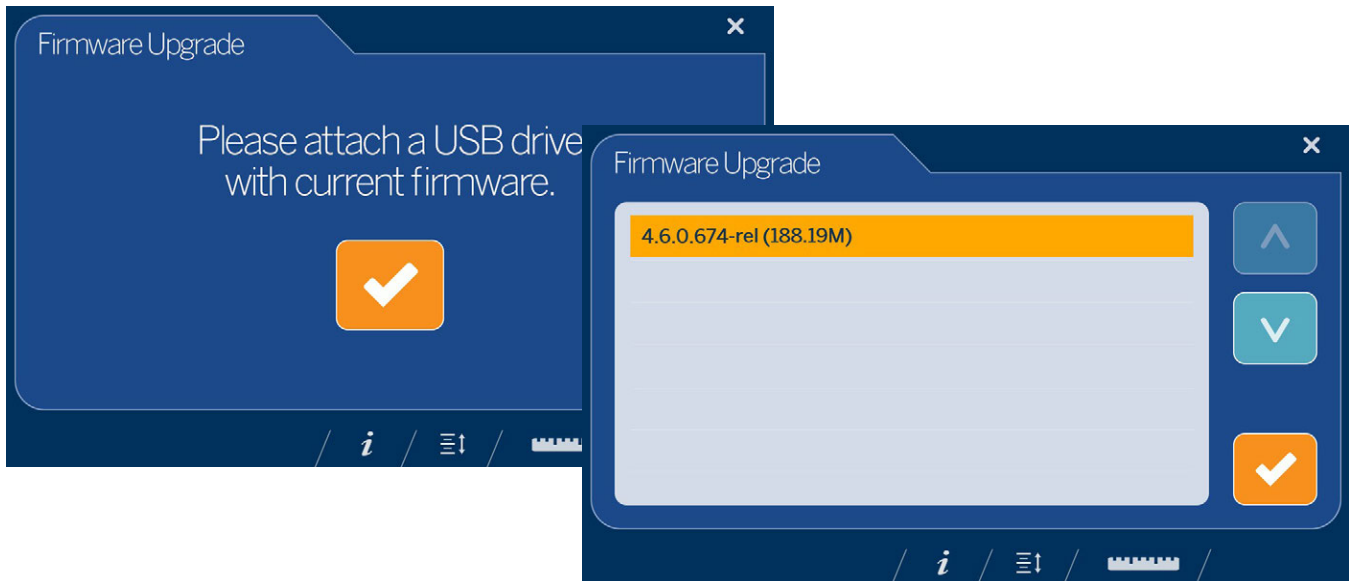 Firmware Upgrade
Please attach a USB drive
with current firmware.
i
Firmware Upgrade
4.6.0.674-rel (188.19M)
i